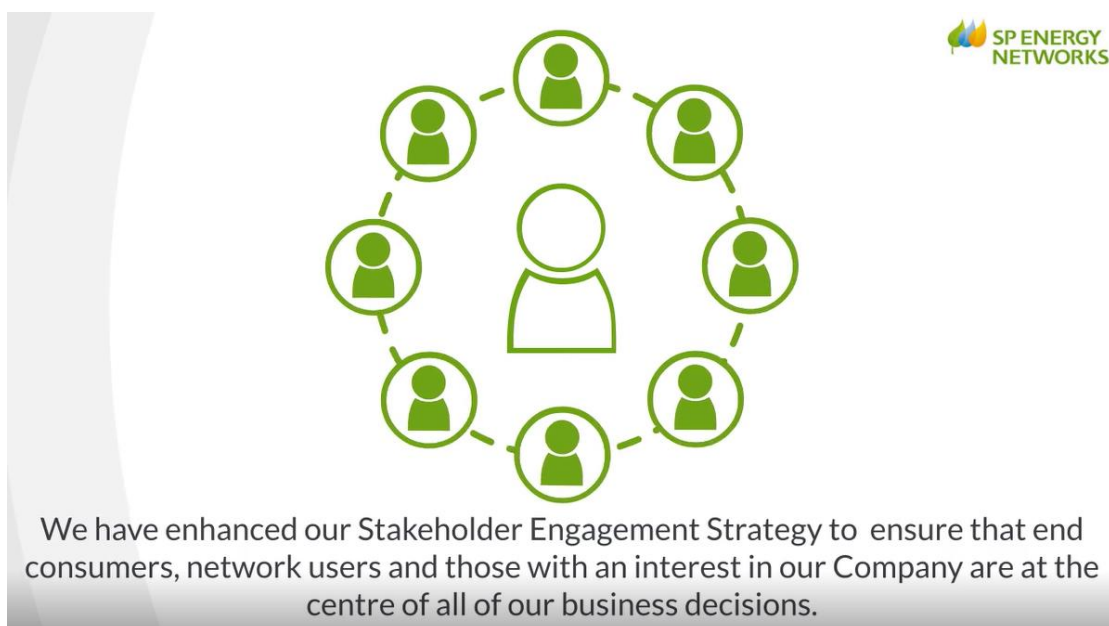 SP ENERGY
NETWORKS
We have enhanced our Stakeholder Engagement Strategy to  ensure that end
consumers, network users and those with an interest in our Company are at the
centre of all of our business decisions.